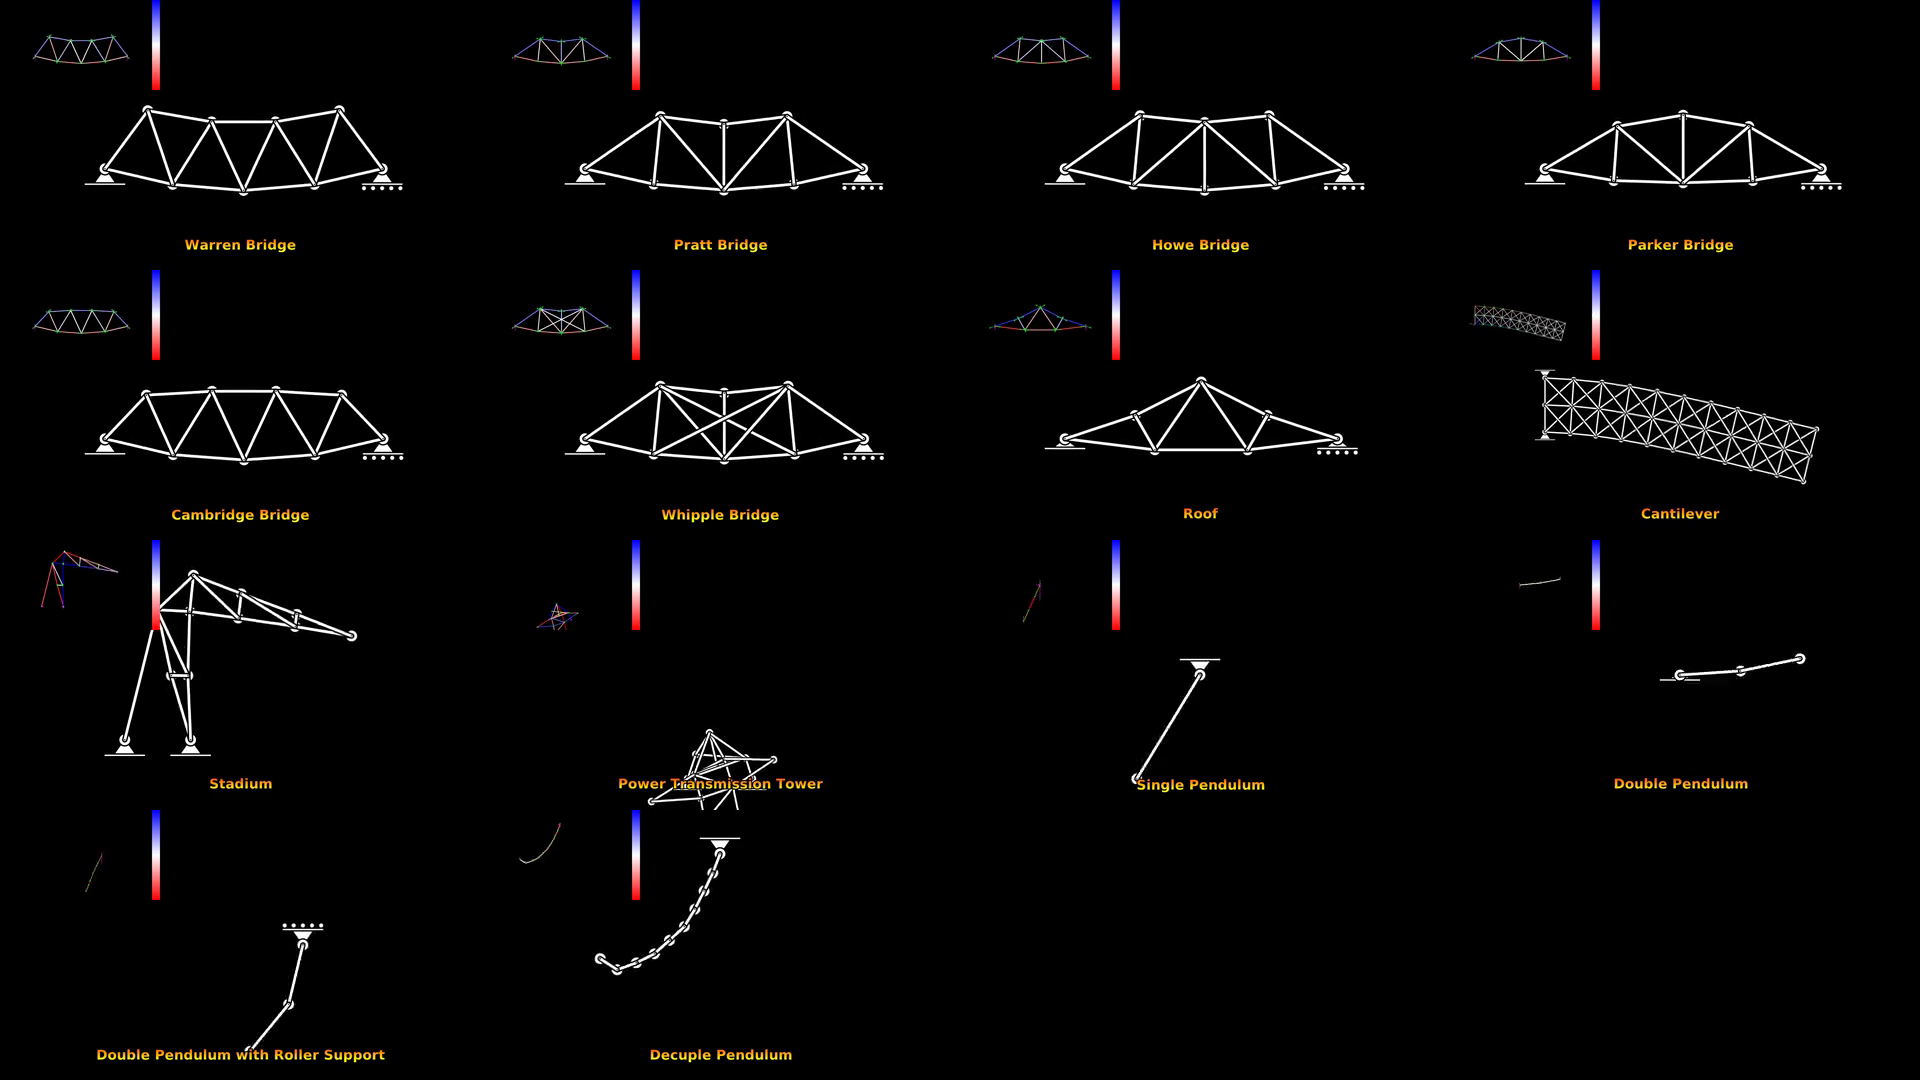 Warren Bridge
Pratt Bridge
Howe Bridge
Parker Bridge
Cambridge Bridge
Whipple Bridge
Roof
Cantilever
Stadium
Power Transmission Tower
Single Pendulum
Double Pendulum
Double Pendulum with Roller Support
Decuple Pendulum